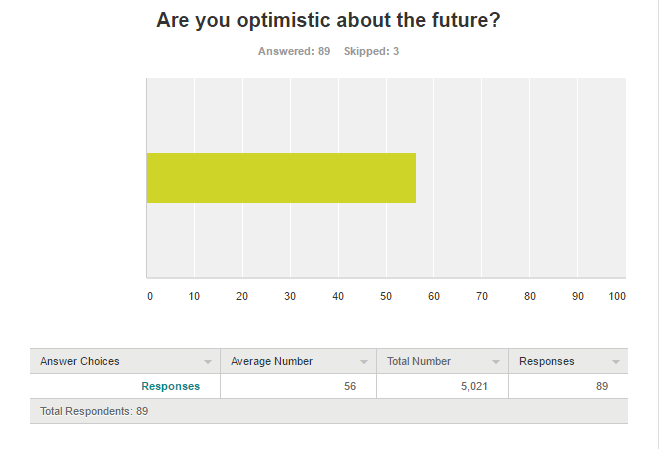 Are you optimistic about the future?
Answered: 89 Skipped: 3
0 10 20 30 40 50 60 70 80 90 100
Answer Choices Average Number Total Number Responses
Responses 56 5,021 89
Total Respondents: 89